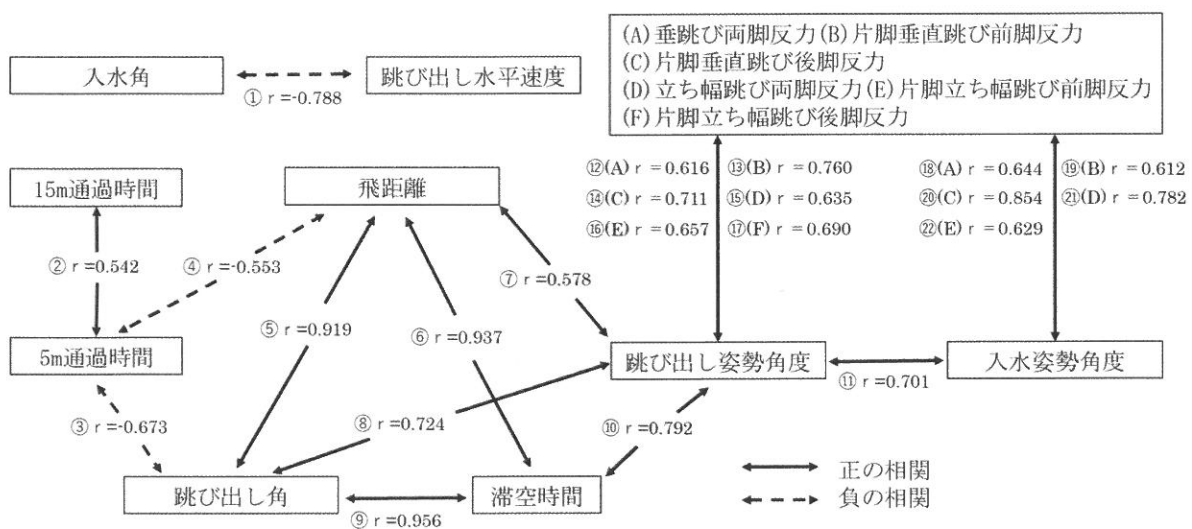 (A)垂跳び両脚反力(B)片脚垂直跳び前脚反力
(C)片脚垂直跳び後脚反力
(D)立ち幅跳び両脚反力(E)片脚立ち幅跳び前脚反力
(F)片脚立ち幅跳び後脚反力
入水角
跳び出し水平速度
① r=-0.788
15m通過時間
飛距離
⑫(A) r =0.616 ⑬(B) r =0.760
⑭(C) r =0.711 ⑮(D) r =0.635
⑯(E) r =0.657 ⑰(F) r =0.690
⑱(A) r =0.644 ⑲(B) r =0.612
⑳(C) r =0.854 ㉑(D) r =0.782
㉒(E) r =0.629
② r=0.542
④ r=-0.553
⑦ r=0.578
⑤ r=0.919
⑥ r=0.937
5m通過時間
跳び出し姿勢角度
入水姿勢角度
⑪ r=0.701
③ r=-0.673
⑧ r=0.724
⑩ r=0.792
跳び出し角
滞空時間
⑨ r=0.956
正の相関
負の相関